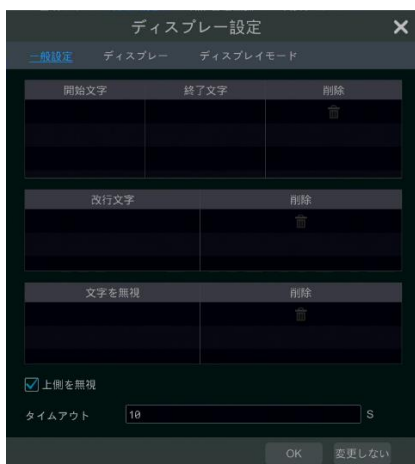 ディスプレー設定
一般設定 ディスプレー ディスプレイモード
開始文字 終了文字 削除
改行文字 削除
文字を無視 削除
上側を無視
タイムアウト 10 S
OK 変更しない